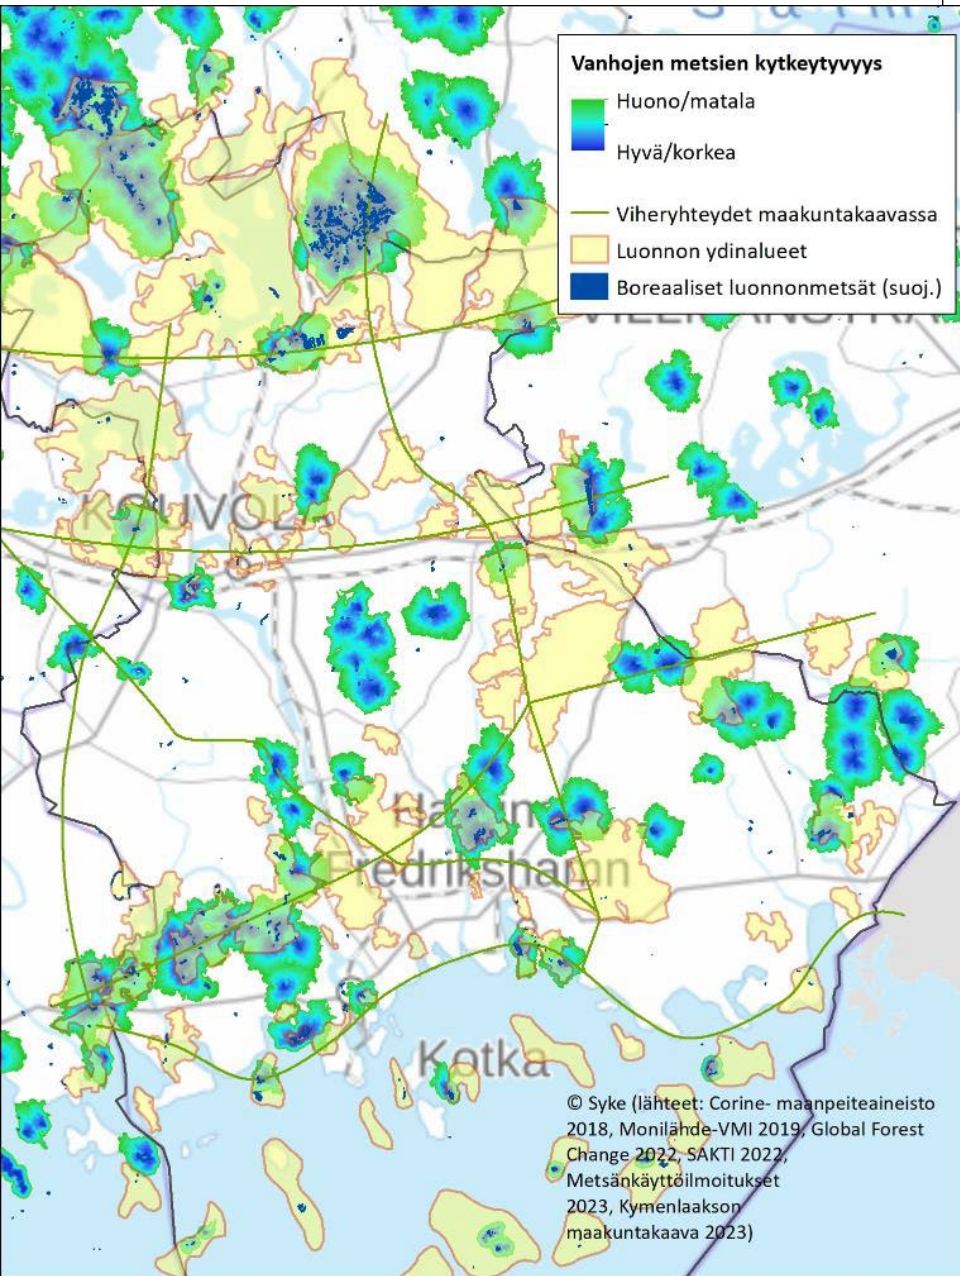 Vanhojen metsien kytkeytyvyys
Huono/matala
Hyvä/korkea
Viheryhteydet maakuntakaavassa
Luonnon ydinalueet
Boreaaliset luonnonmetsät (suoj.)
KOUVOLA
Fredrikshamn
Kotka
© Syke (lähteet: Corine- maanpeiteaineisto
2018, Monilähde-VMI 2019, Global Forest
Change 2022, SAKTI 2022,
Metsänkäyttöilmoitukset
2023, Kymenlaakson
maakuntakaava 2023)